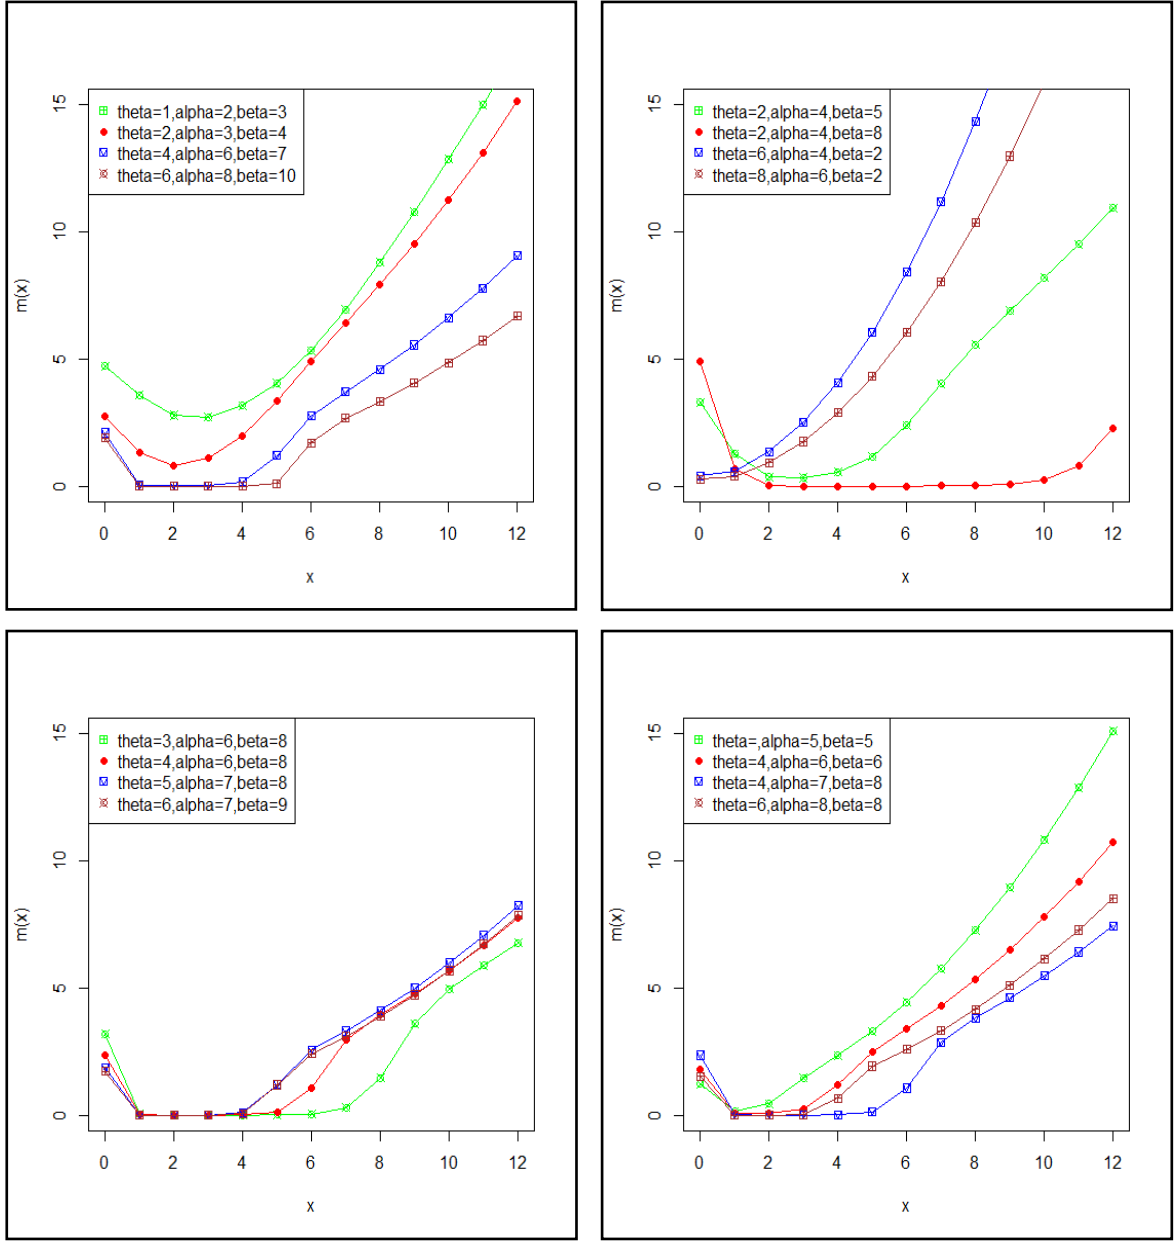 theta=1,alpha=2,beta=3
theta=2,alpha=3,beta=4
theta=4,alpha=6,beta=7
theta=6,alpha=8,beta=10
15
10
5
0
m(x)
0 2 4 6 8 10 12
x
theta=2,alpha=4,beta=5
theta=2,alpha=4,beta=8
theta=6,alpha=4,beta=2
theta=8,alpha=6,beta=2
15
10
5
0
m(x)
0 2 4 6 8 10 12
x
theta=3,alpha=6,beta=8
theta=4,alpha=6,beta=8
theta=5,alpha=7,beta=8
theta=6,alpha=7,beta=9
15
10
5
0
m(x)
0 2 4 6 8 10 12
x
theta=,alpha=5,beta=5
theta=4,alpha=6,beta=6
theta=4,alpha=7,beta=8
theta=6,alpha=8,beta=8
15
10
5
0
m(x)
0 2 4 6 8 10 12
x